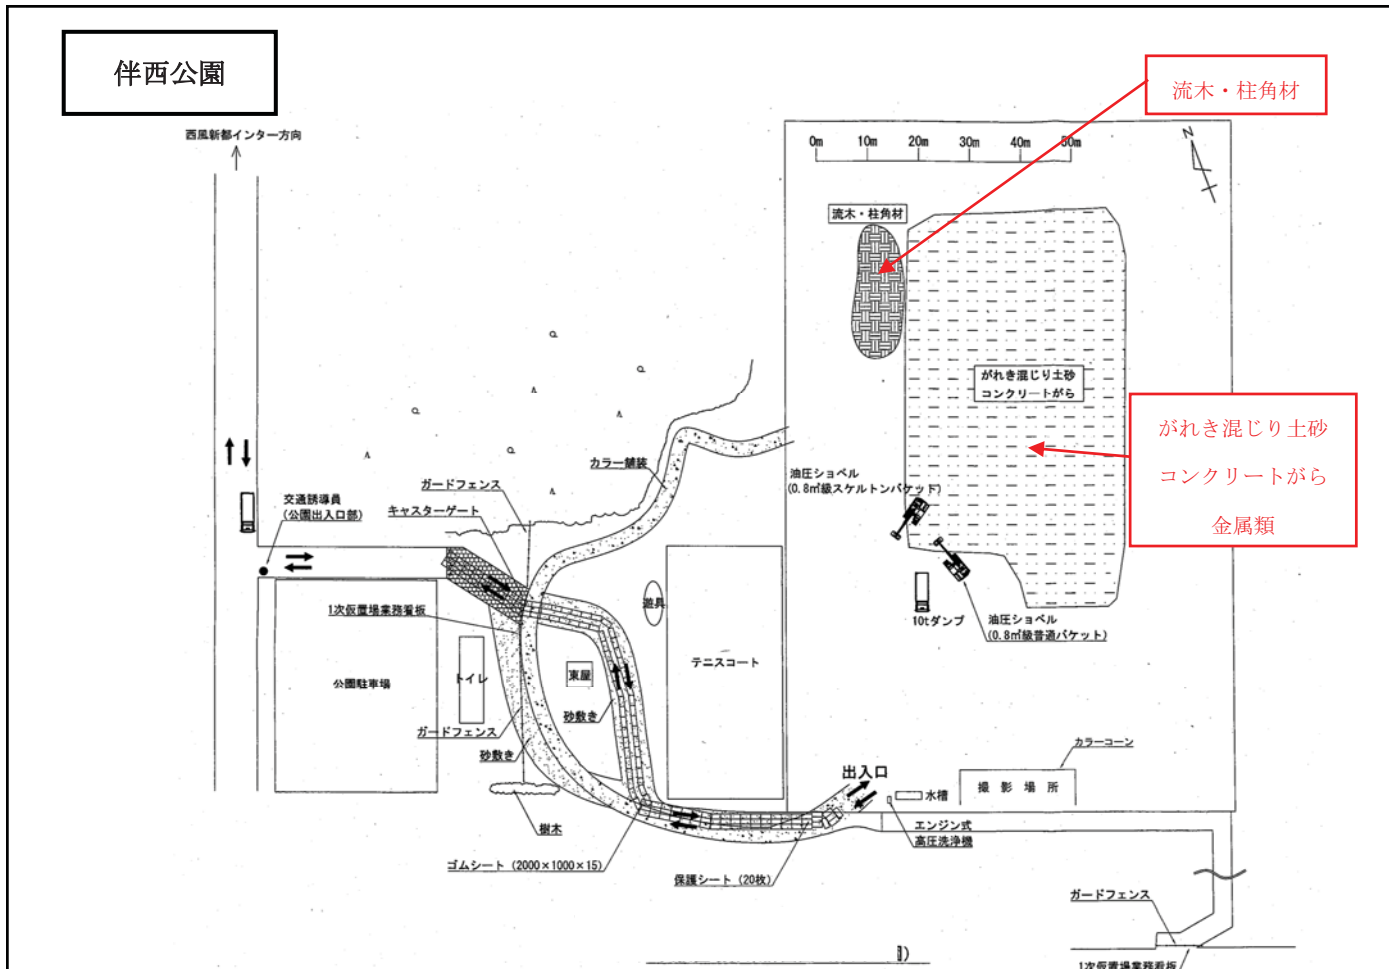 伴西公園
西風新都インター方向
流木・柱角材
0m 10m 20m 30m 40m 50m
N
流木・柱角材
がれき混じり土砂
コンクリートがら
がれき混じり土砂
コンクリートがら
金属類
カラー舗装
ガードフェンス
キャスターゲート
交通誘導員
(公園出入口部)
油圧ショベル
(0.8㎥級スケルトンバケット)
1次仮置場業務看板
遊具
10tダンプ
油圧ショベル
(0.8㎥級普通バケット)
公園駐車場
トイレ
東屋
テニスコート
砂敷き
ガードフェンス
砂敷き
カラーコーン
出入口
水槽
撮影場所
樹木
エンジン式
高圧洗浄機
ゴムシート (2000×1000×15)
保護シート (20枚)
ガードフェンス
1次仮置場業務看板